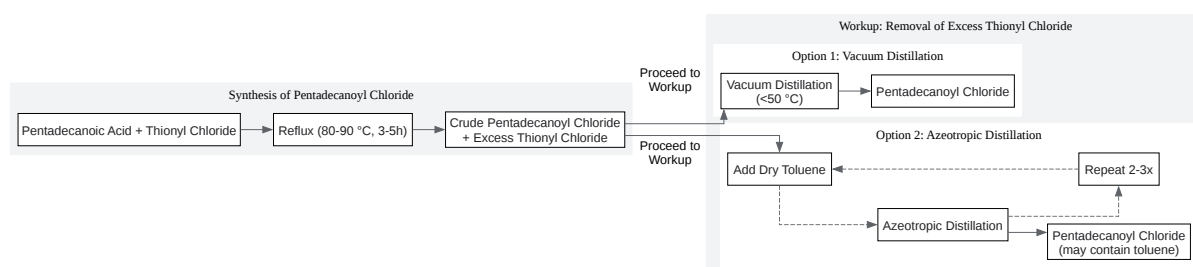 Workup: Removal of Excess Thionyl Chloride
Option 1: Vacuum Distillation
Proceed to
Workup
Vacuum Distillation
(<50 °C)
Pentadecanoyl Chloride
Synthesis of Pentadecanoyl Chloride
Pentadecanoic Acid + Thionyl Chloride
Reflux (80-90 °C, 3-5h)
Crude Pentadecanoyl Chloride
+ Excess Thionyl Chloride
Proceed to
Workup
Option 2: Azeotropic Distillation
Add Dry Toluene
Repeat 2-3x
Azeotropic Distillation
Pentadecanoyl Chloride
(may contain toluene)